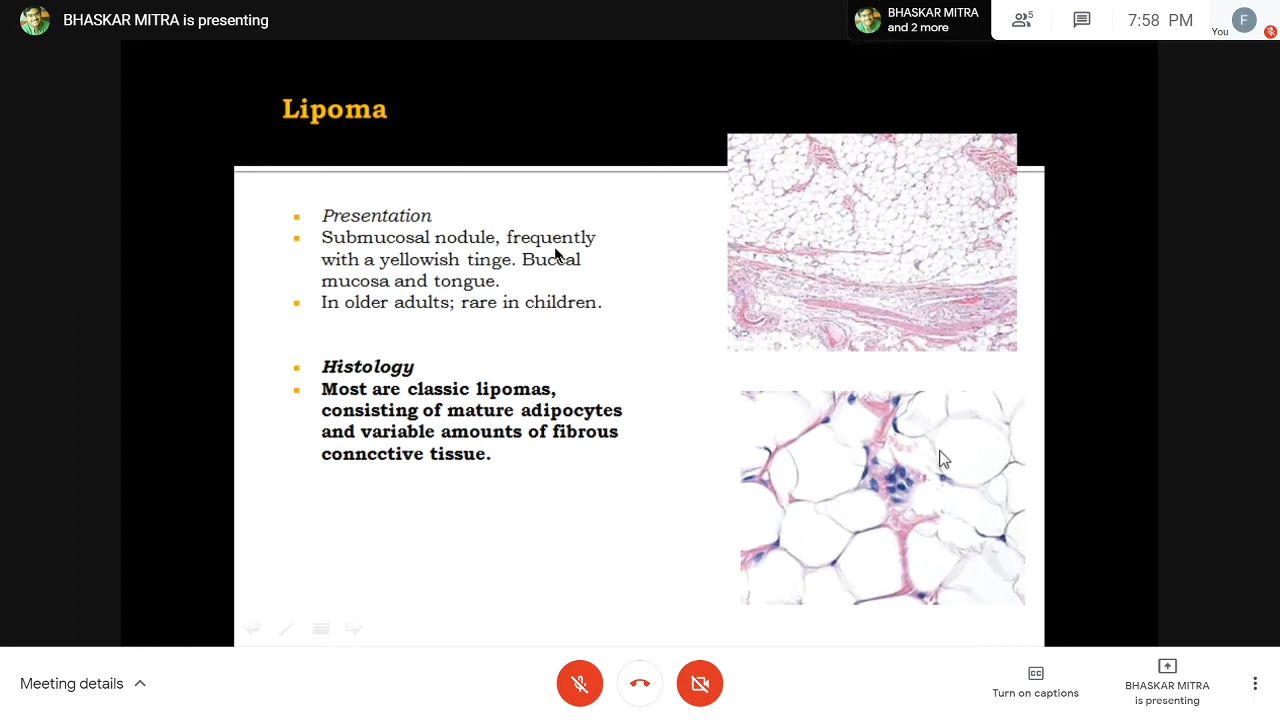 BHASKAR MITRA is presenting
BHASKAR MITRA
and 2 more
5
7:58 PM
You
F
Lipoma
Presentation
Submucosal nodule, frequently
with a yellowish tinge. Buccal
mucosa and tongue.
In older adults; rare in children.
Histology
Most are classic lipomas,
consisting of mature adipocytes
and variable amounts of fibrous
conncctive tissue.
Meeting details
CC
Turn on captions
BHASKAR MITRA
is presenting